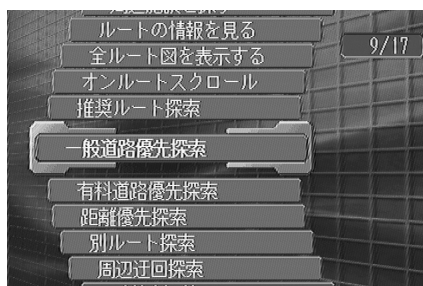 ルートの情報を見る
9/17
全ルート図を表示する
オンルートスクロール
推奨ルート探索
一般道路優先探索
有料道路優先探索
距離優先探索
別ルート探索
周辺迂回探索